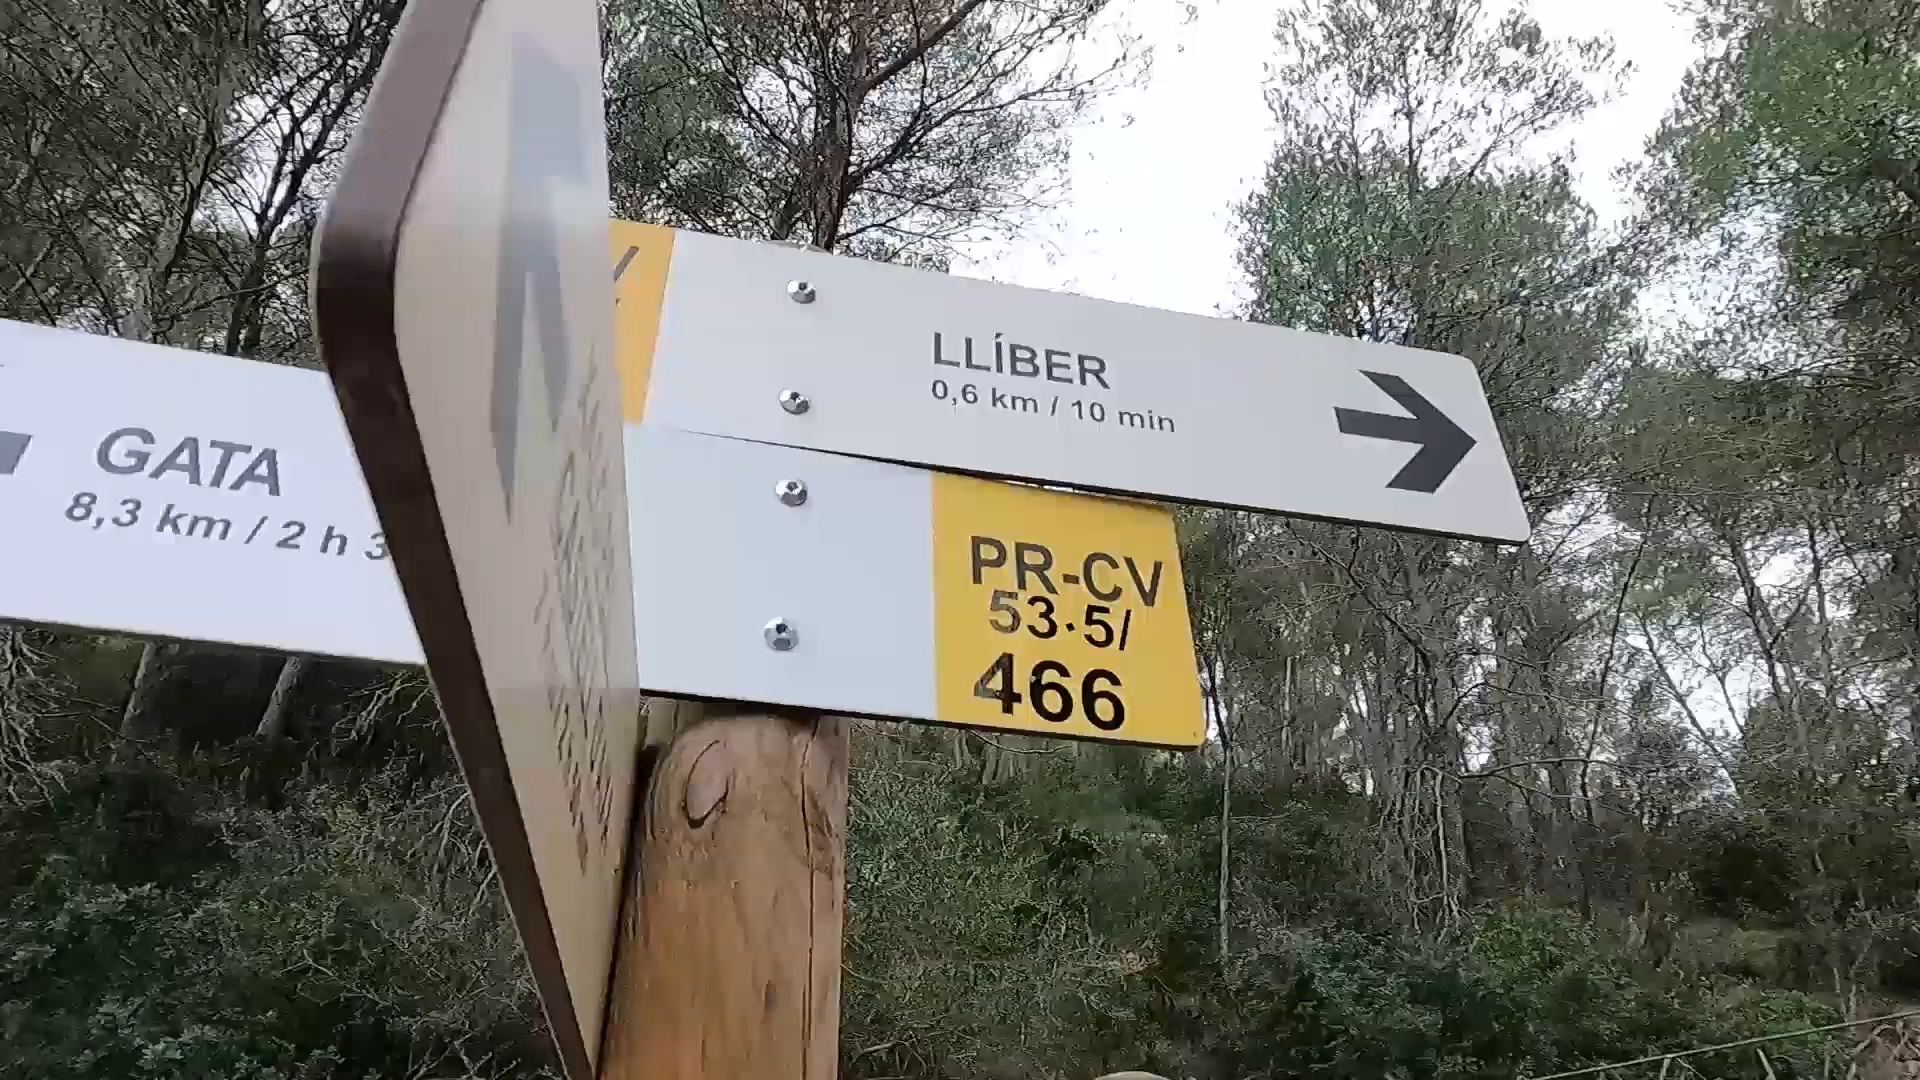 LLÍBER
0,6 km / 10 min
GATA
8,3 km / 2 h
PR-CV
53.5/
466